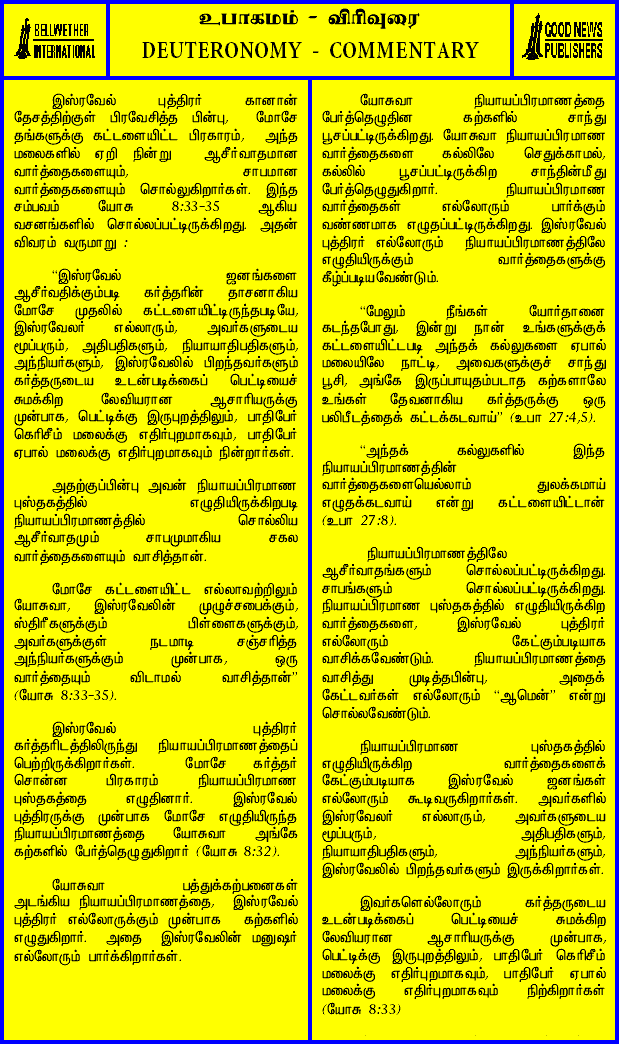 உபாகமம் - விரிவுரை
BELLWETHER
INTERNATIONAL
DEUTERONOMY - COMMENTARY
GOOD NEWS
PUBLISHERS
இஸ்ரவேல் புத்திரர் கானான்
தேசத்திற்குள் பிரவேசித்த பின்பு, மோசே
தங்களுக்கு கட்டளையிட்ட பிரகாரம், அந்த
மலைகளில் ஏறி நின்று ஆசீர்வாதமான
வார்த்தைகளையும், சாபமான
வார்த்தைகளையும் சொல்லுகிறார்கள். இந்த
சம்பவம் யோசு 8:33-35 ஆகிய
வசனங்களில் சொல்லப்பட்டிருக்கிறது. அதன்
விவரம் வருமாறு :
“இஸ்ரவேல் ஜனங்களை
ஆசீர்வதிக்கும்படி கர்த்தரின் தாசனாகிய
மோசே முதலில் கட்டளையிட்டிருந்தபடியே,
இஸ்ரவேலர் எல்லாரும், அவர்களுடைய
மூப்பரும், அதிபதிகளும், நியாயாதிபதிகளும்,
அந்நியர்களும், இஸ்ரவேலில் பிறந்தவர்களும்
கர்த்தருடைய உடன்படிக்கைப் பெட்டியைச்
சுமக்கிற லேவியரான ஆசாரியருக்கு
முன்பாக, பெட்டிக்கு இருபுறத்திலும், பாதிபேர்
கெரிசீம் மலைக்கு எதிர்புறமாகவும், பாதிபேர்
ஏபால் மலைக்கு எதிர்புறமாகவும் நின்றார்கள்.
அதற்குப்பின்பு அவன் நியாயப்பிரமாண
புஸ்தகத்தில் எழுதியிருக்கிறபடி
நியாயப்பிரமாணத்தில் சொல்லிய
ஆசீர்வாதமும் சாபமுமாகிய சகல
வார்த்தைகளையும் வாசித்தான்.
மோசே கட்டளையிட்ட எல்லாவற்றிலும்
யோசுவா, இஸ்ரவேலின் முழுச்சபைக்கும்,
ஸ்திரீகளுக்கும் பிள்ளைகளுக்கும்,
அவர்களுக்குள் நடமாடி சஞ்சரித்த
அந்நியர்களுக்கும் முன்பாக, ஒரு
வார்த்தையும் விடாமல் வாசித்தான்”
(யோசு 8:33-35).
இஸ்ரவேல் புத்திரர்
கர்த்தரிடத்திலிருந்து நியாயப்பிரமாணத்தைப்
பெற்றிருக்கிறார்கள். மோசே கர்த்தர்
சொன்ன பிரகாரம் நியாயப்பிரமாண
புஸ்தகத்தை எழுதினார். இஸ்ரவேல்
புத்திரருக்கு முன்பாக மோசே எழுதியிருந்த
நியாயப்பிரமாணத்தை யோசுவா அங்கே
கற்களில் பேர்த்தெழுதுகிறார் (யோசு 8:32).
யோசுவா பத்துக்கற்பனைகள்
அடங்கிய நியாயப்பிரமாணத்தை, இஸ்ரவேல்
புத்திரர் எல்லோருக்கும் முன்பாக கற்களில்
எழுதுகிறார். அதை இஸ்ரவேலின் மனுஷர்
எல்லோரும் பார்க்கிறார்கள்.
யோசுவா நியாயப்பிரமாணத்தை
பேர்த்தெழுதின கற்களில் சாந்து
பூசப்பட்டிருக்கிறது. யோசுவா நியாயப்பிரமாண
வார்த்தைகளை கல்லிலே செதுக்காமல்,
கல்லில் பூசப்பட்டிருக்கிற சாந்தின்மீது
பேர்த்தெழுதுகிறார். நியாயப்பிரமாண
வார்த்தைகள் எல்லோரும் பார்க்கும்
வண்ணமாக எழுதப்பட்டிருக்கிறது. இஸ்ரவேல்
புத்திரர் எல்லோரும் நியாயப்பிரமாணத்திலே
எழுதியிருக்கும் வார்த்தைகளுக்கு
கீழ்ப்படியவேண்டும்.
“மேலும் நீங்கள் யோர்தானை
கடந்தபோது, இன்று நான் உங்களுக்குக்
கட்டளையிட்டபடி அந்தக் கல்லுகளை ஏபால்
மலையிலே நாட்டி, அவைகளுக்குச் சாந்து
பூசி, அங்கே இருப்பாயுதம்படாத கற்களாலே
உங்கள் தேவனாகிய கர்த்தருக்கு ஒரு
பலிபீடத்தைக் கட்டக்கடவாய்” (உபா 27:4,5).
“அந்தக் கல்லுகளில் இந்த
நியாயப்பிரமாணத்தின்
வார்த்தைகளையெல்லாம் துலக்கமாய்
எழுதக்கடவாய் என்று கட்டளையிட்டான்
(உபா 27:8).
நியாயப்பிரமாணத்திலே
ஆசீர்வாதங்களும் சொல்லப்பட்டிருக்கிறது.
சாபங்களும் சொல்லப்பட்டிருக்கிறது.
நியாயப்பிரமாண புஸ்தகத்தில் எழுதியிருக்கிற
வார்த்தைகளை, இஸ்ரவேல் புத்திரர்
எல்லோரும் கேட்கும்படியாக
வாசிக்கவேண்டும். நியாயப்பிரமாணத்தை
வாசித்து முடித்தபின்பு, அதைக்
கேட்டவர்கள் எல்லோரும் “ஆமென்” என்று
சொல்லவேண்டும்.
நியாயப்பிரமாண புஸ்தகத்தில்
எழுதியிருக்கிற வார்த்தைகளைக்
கேட்கும்படியாக இஸ்ரவேல் ஜனங்கள்
எல்லோரும் கூடிவருகிறார்கள். அவர்களில்
இஸ்ரவேலர் எல்லாரும், அவர்களுடைய
மூப்பரும், அதிபதிகளும்,
நியாயாதிபதிகளும், அந்நியர்களும்,
இஸ்ரவேலில் பிறந்தவர்களும் இருக்கிறார்கள்.
இவர்களெல்லோரும் கர்த்தருடைய
உடன்படிக்கைப் பெட்டியைச் சுமக்கிற
லேவியரான ஆசாரியருக்கு முன்பாக,
பெட்டிக்கு இருபுறத்திலும், பாதிபேர் கெரிசீம்
மலைக்கு எதிர்புறமாகவும், பாதிபேர் ஏபால்
மலைக்கு எதிர்புறமாகவும் நிற்கிறார்கள்
(யோசு 8:33)